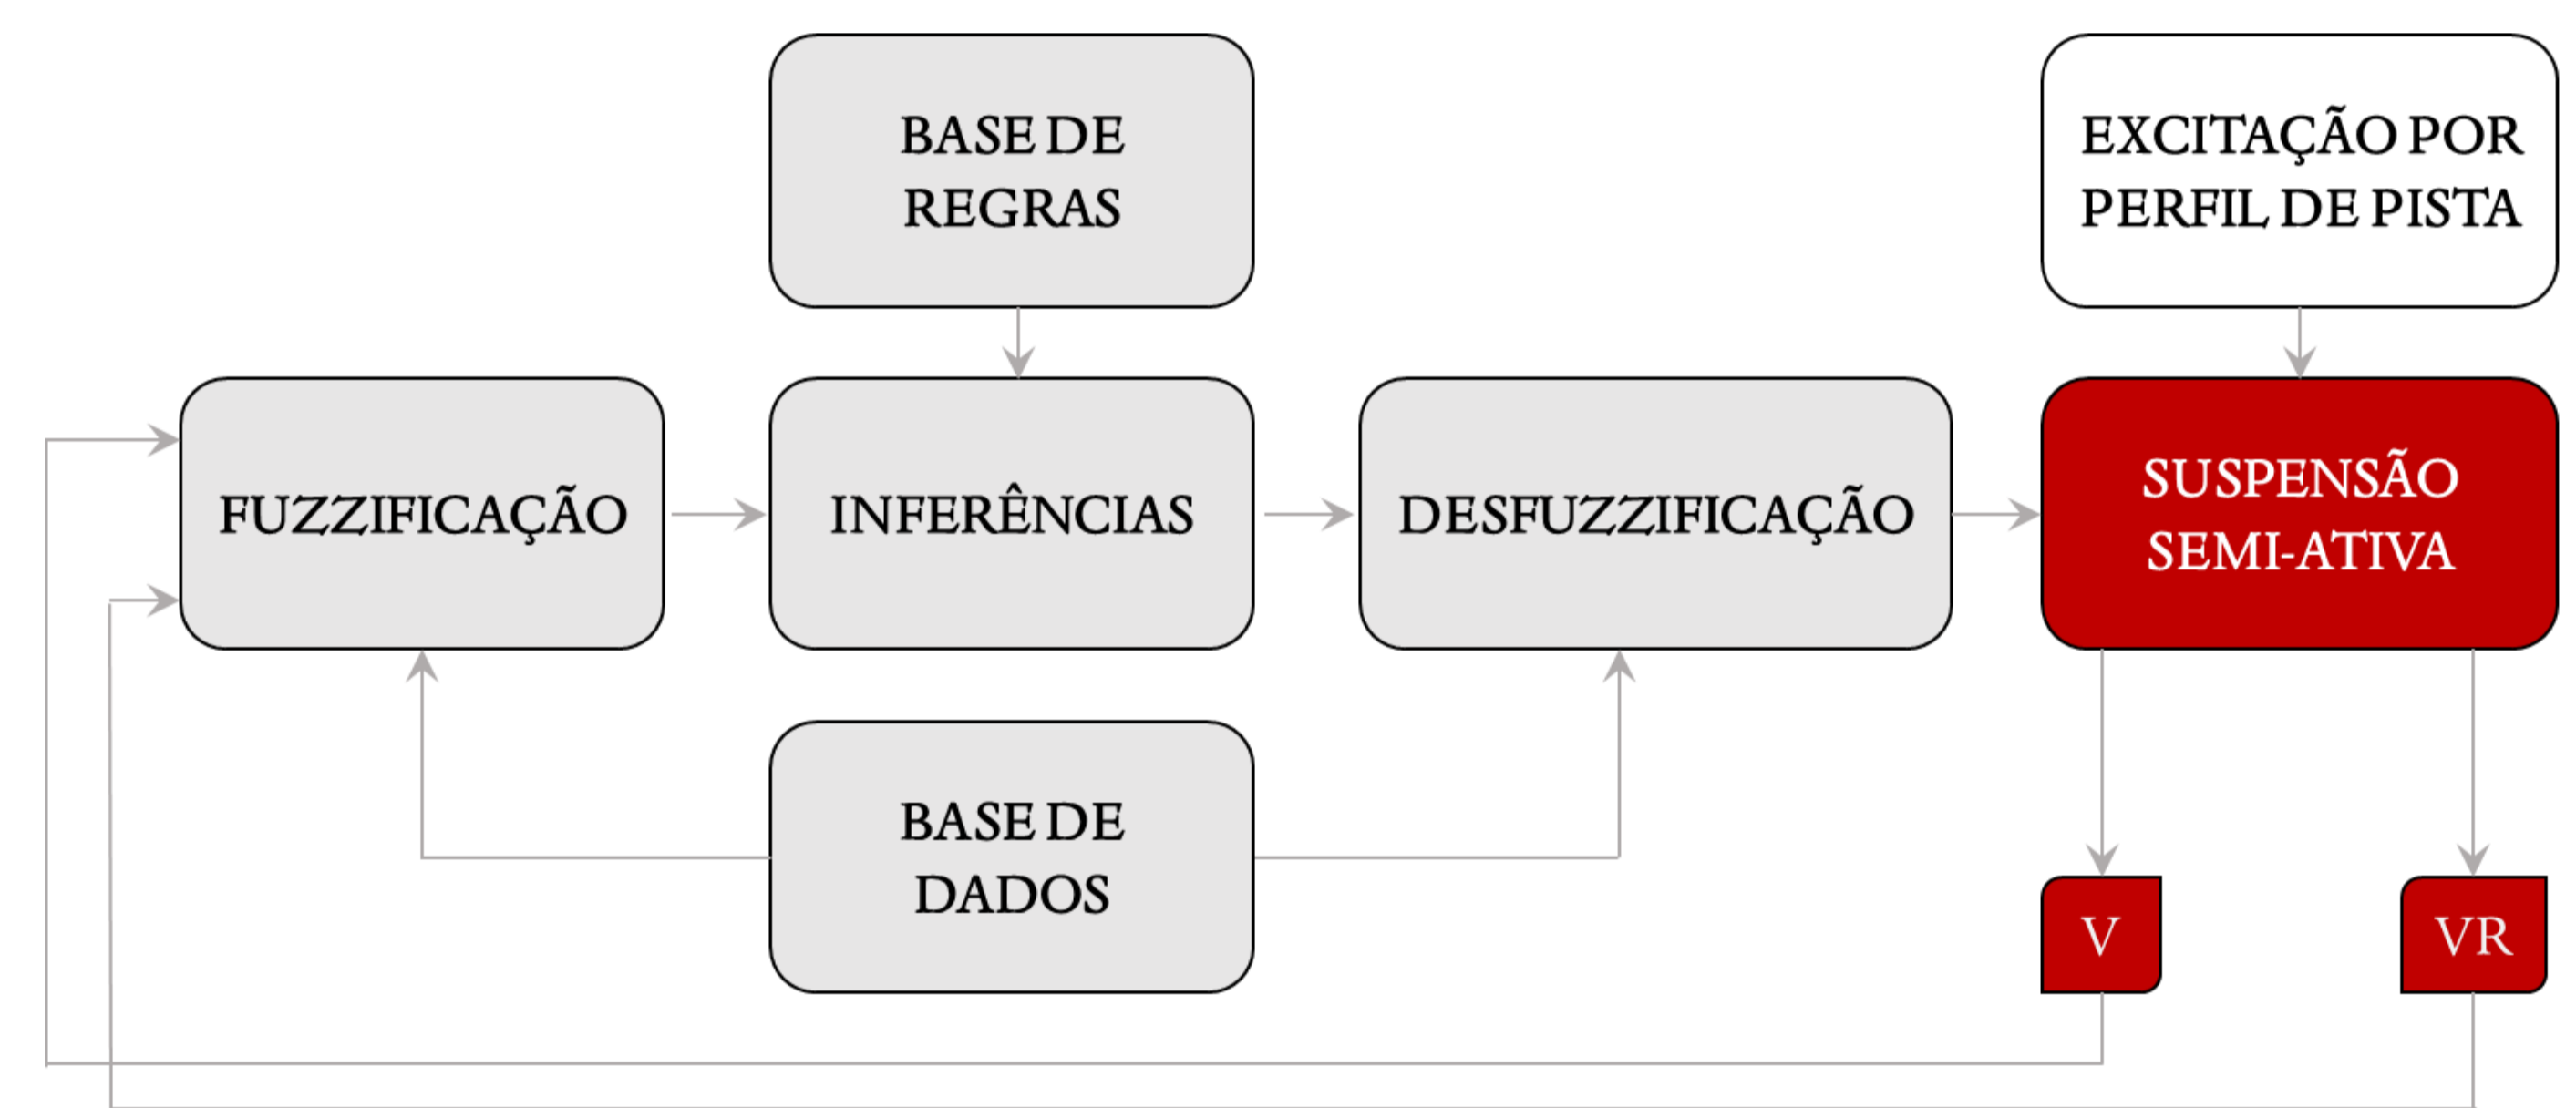 BASE DE
REGRAS
EXCITAÇÃO POR
PERFIL DE PISTA
FUZZIFICAÇÃO
INFERÊNCIAS
DESFUZZIFICAÇÃO
SUSPENSÃO
SEMI-ATIVA
BASE DE
DADOS
V
VR